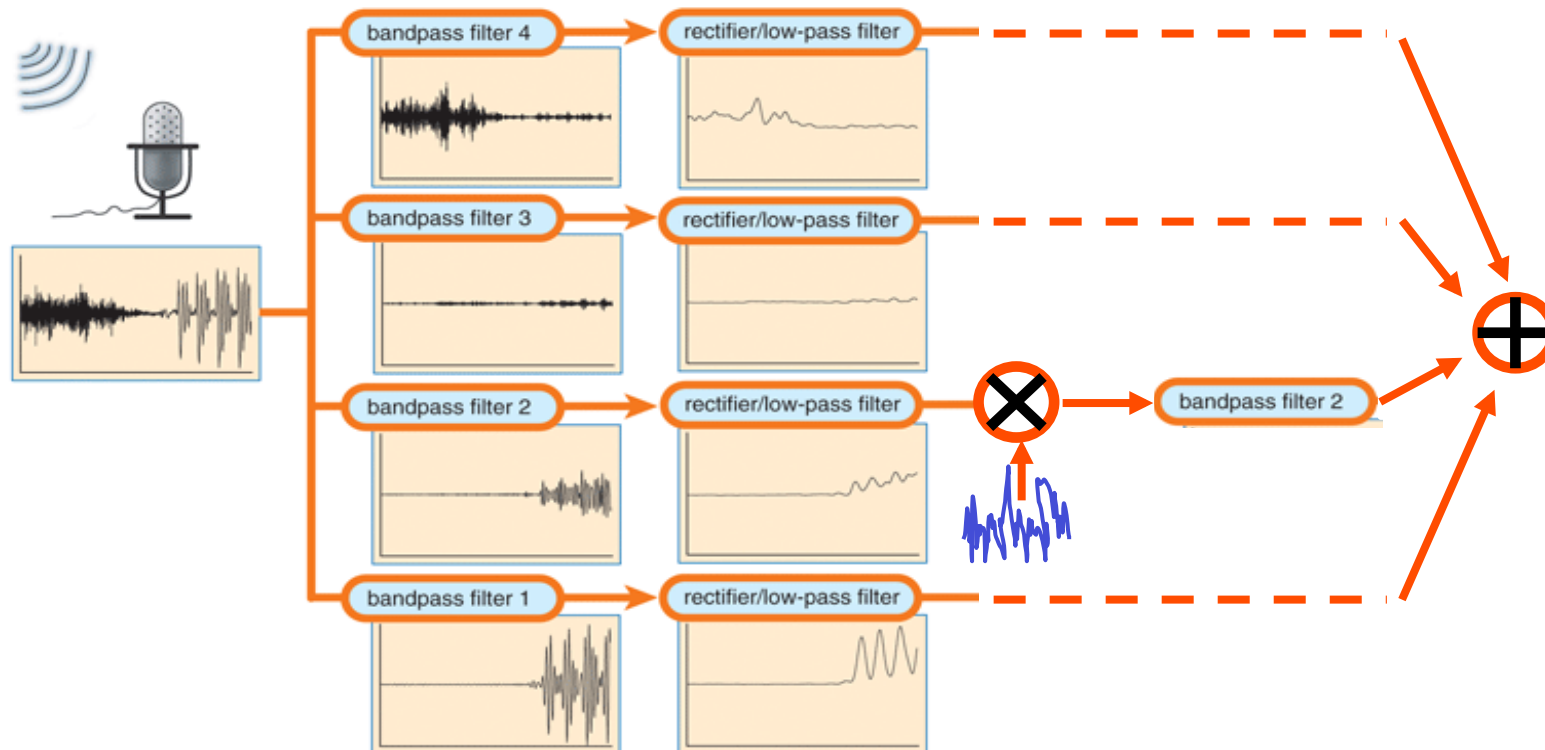 bandpass filter 4
rectifier/low-pass filter
bandpass filter 3
rectifier/low-pass filter
bandpass filter 2
rectifier/low-pass filter
bandpass filter 2
bandpass filter 1
rectifier/low-pass filter